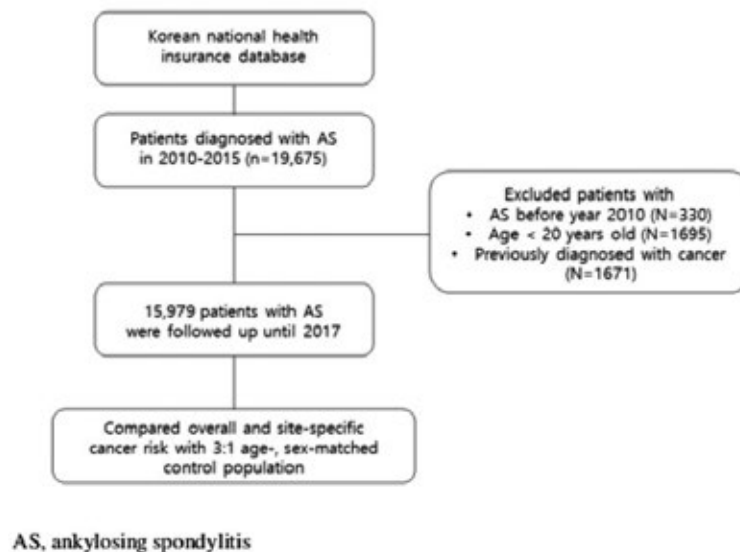 Korean national health
insurance database
Patients diagnosed with AS
in 2010-2015 (n=19,675)
Excluded patients with
• AS before year 2010 (N=330)
• Age < 20 years old (N=1695)
• Previously diagnosed with cancer
(N=1671)
15,979 patients with AS
were followed up until 2017
Compared overall and site-specific
cancer risk with 3:1 age-, sex-matched
control population
AS, ankylosing spondylitis